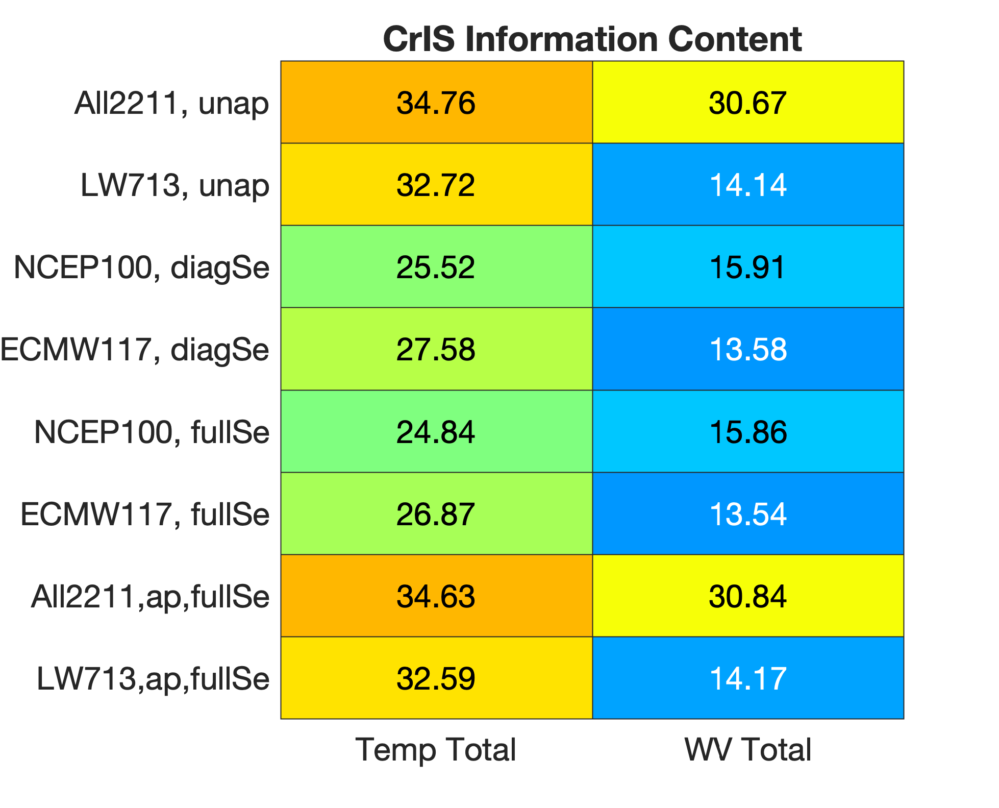 CrIS Information Content
All2211, unap 34.76 30.67
LW713, unap 32.72 14.14
NCEP100, diagSe 25.52 15.91
ECMW117, diagSe 27.58 13.58
NCEP100, fullSe 24.84 15.86
ECMW117, fullSe 26.87 13.54
All2211,ap,fullSe 34.63 30.84
LW713,ap,fullSe 32.59 14.17
Temp Total WV Total